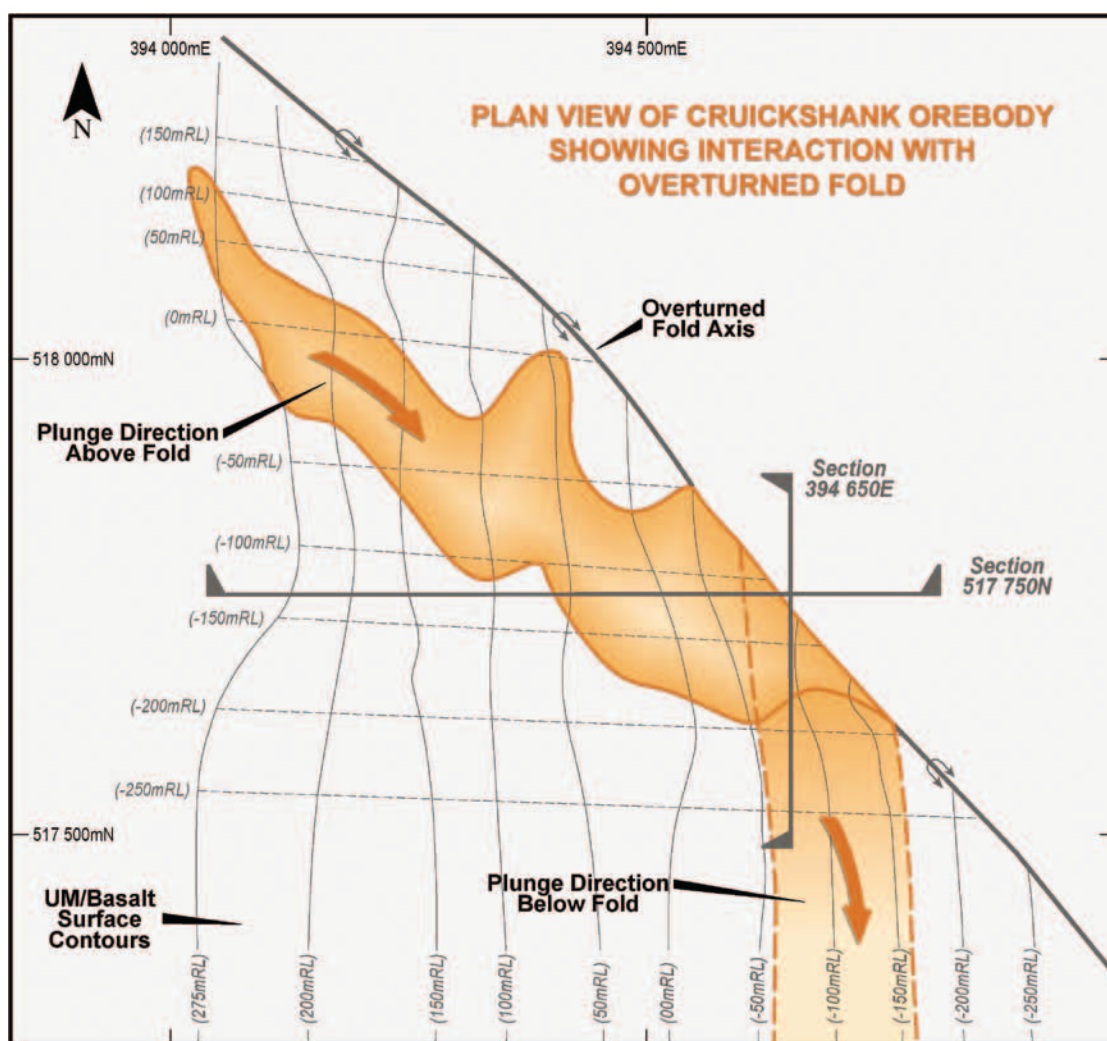 394 000mE
394 500mE
N
PLAN VIEW OF CRUICKSHANK OREBODY
SHOWING INTERACTION WITH
OVERTURNED FOLD
(150mRL)
(100mRL)
(50mRL)
(0mRL)
Overturned
Fold Axis
518 000mN
Plunge Direction
Above Fold
(-50mRL)
Section
394 650E
(-100mRL)
Section
517 750N
(-150mRL)
(-200mRL)
(-250mRL)
517 500mN
Plunge Direction
Below Fold
UM/Basalt
Surface
Contours
(275mRL)
(200mRL)
(150mRL)
(100mRL)
(50mRL)
(00mRL)
(-50mRL)
(-100mRL)
(-150mRL)
(-200mRL)
(-250mRL)